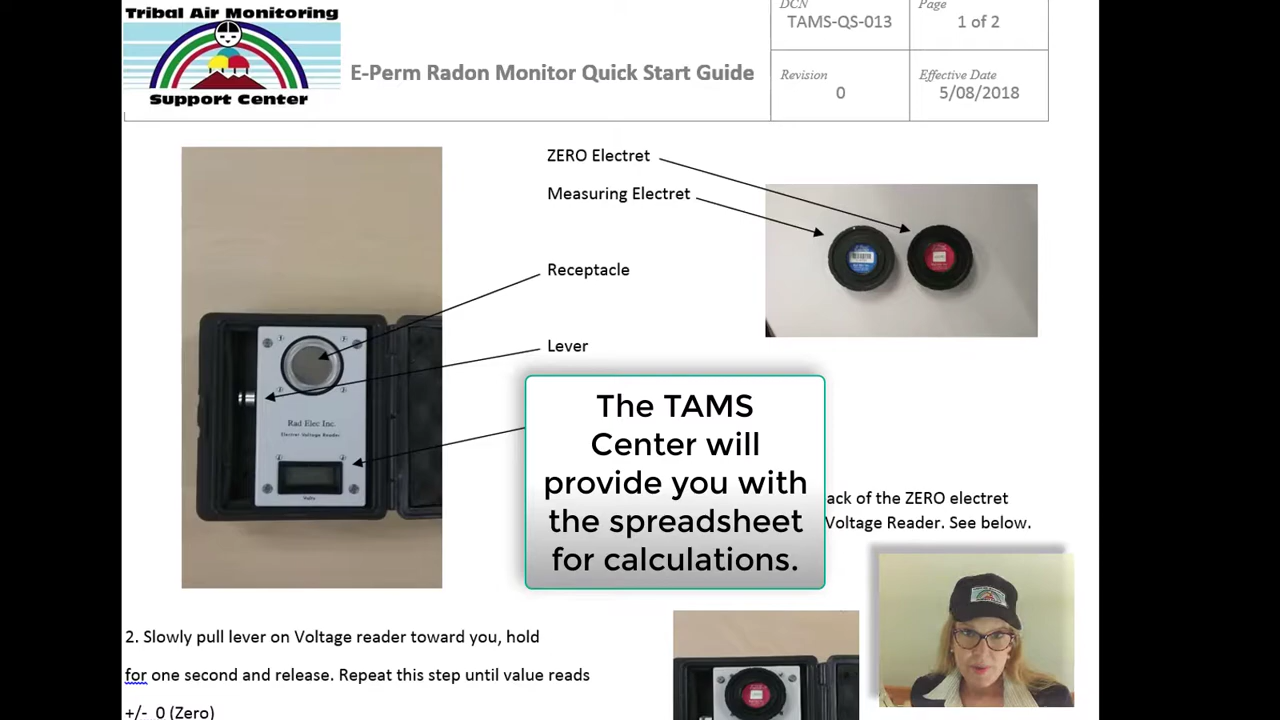 Tribal Air Monitoring
Support Center
E-Perm Radon Monitor Quick Start Guide
DCN
TAMS-QS-013
Page
1 of 2
Revision
0
Effective Date
5/08/2018
ZERO Electret
Measuring Electret
Receptacle
Lever
Rad Elec Inc.
Electret Voltage Reader
Volts
The TAMS
Center will
provide you with
the spreadsheet
for calculations.
ack of the ZERO electret
Voltage Reader. See below.
2. Slowly pull lever on Voltage reader toward you, hold
for one second and release. Repeat this step until value reads
+/- 0 (Zero)